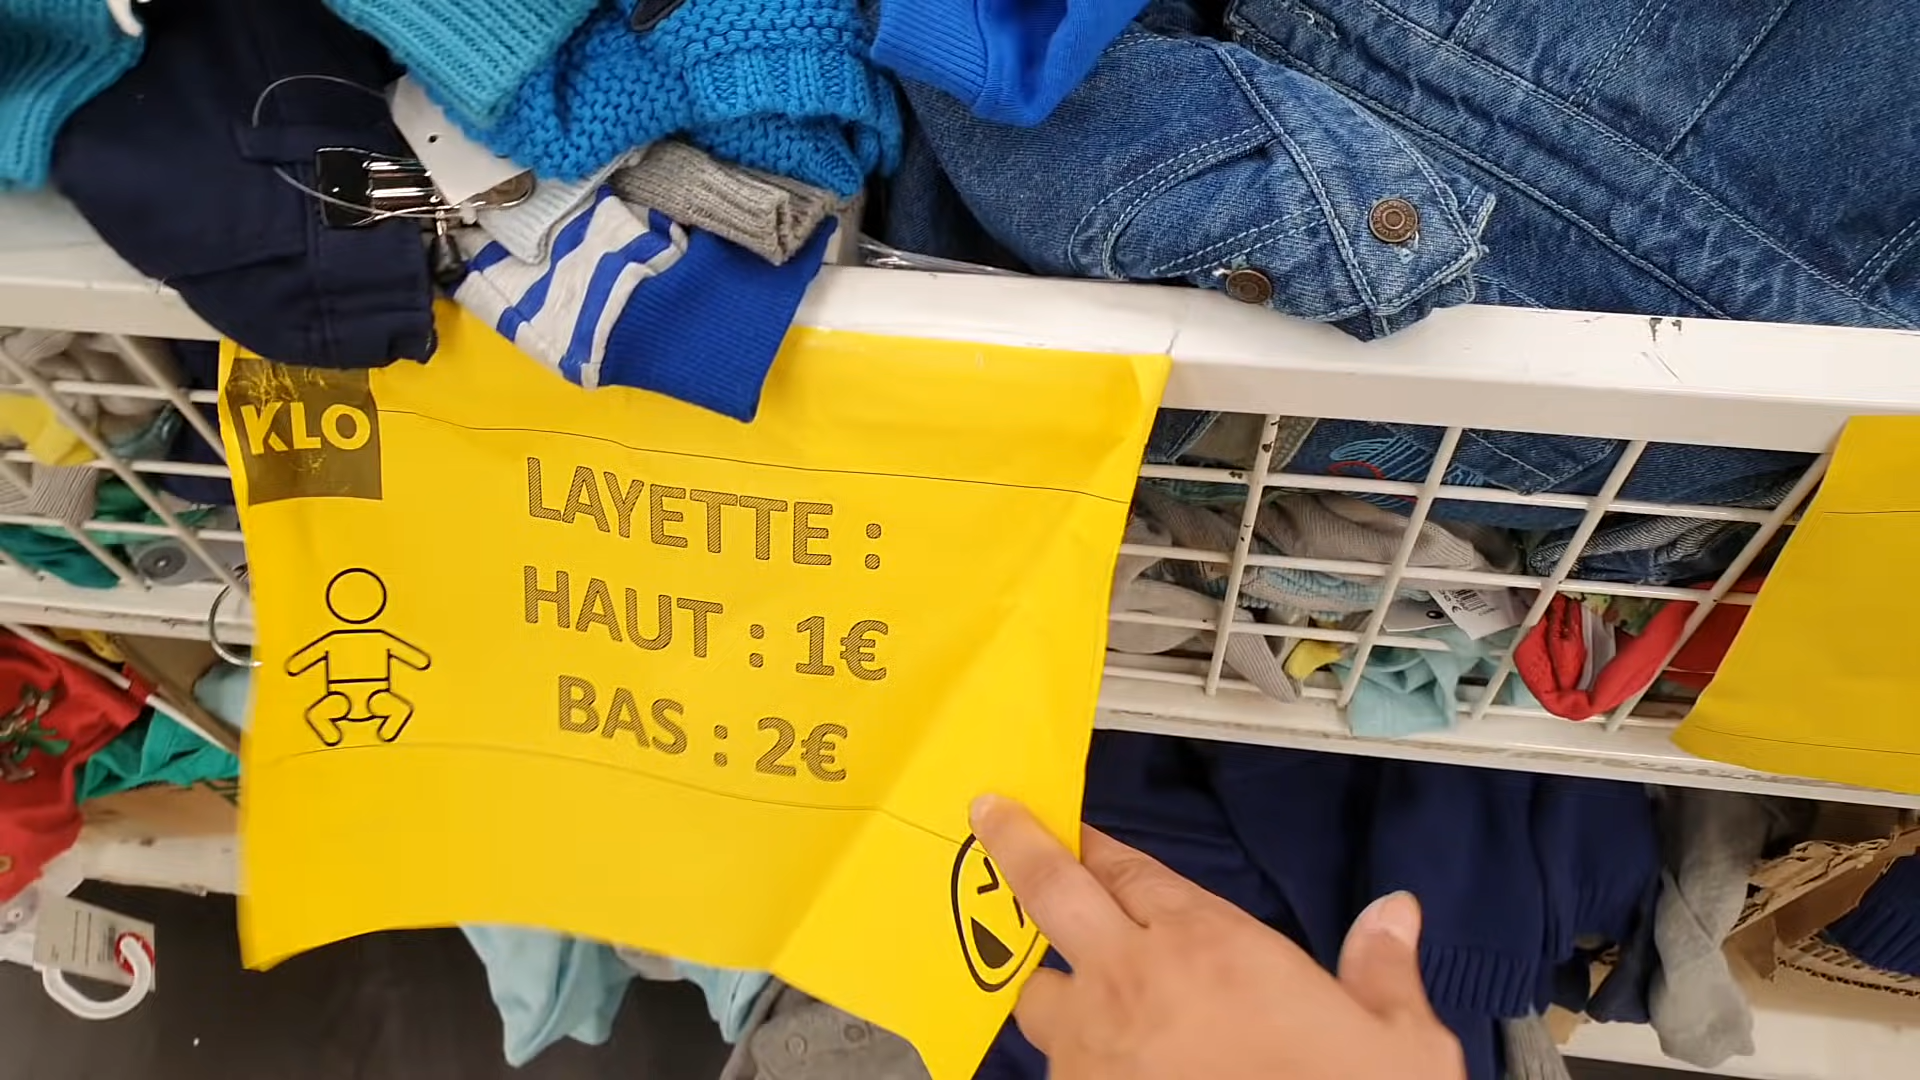 KLO
LAYETTE :
HAUT : 1€
BAS : 2€